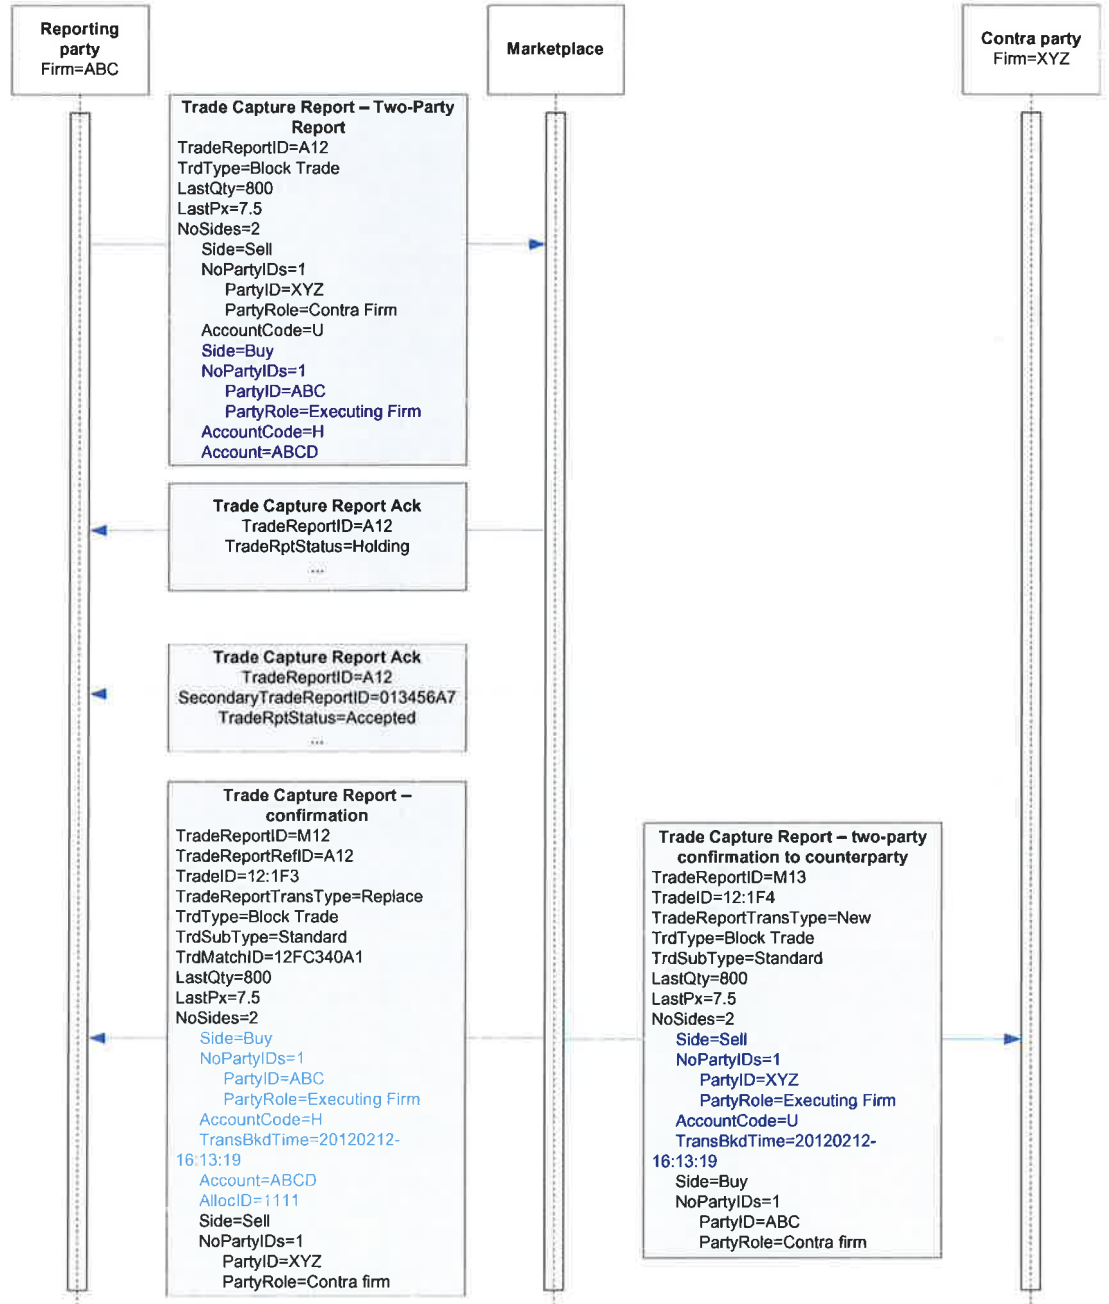 Reporting
party
Firm=ABC
Marketplace
Contra party
Firm=XYZ
Trade Capture Report – Two-Party
Report
TradeReportID=A12
TrdType=Block Trade
LastQty=800
LastPx=7.5
NoSides=2
Side=Sell
NoPartyIDs=1
PartyID=XYZ
PartyRole=Contra Firm
AccountCode=U
Side=Buy
NoPartyIDs=1
PartyID=ABC
PartyRole=Executing Firm
AccountCode=H
Account=ABCD
Trade Capture Report Ack
TradeReportID=A12
TradeRptStatus=Holding
...
Trade Capture Report Ack
TradeReportID=A12
SecondaryTradeReportID=013456A7
TradeRptStatus=Accepted
...
Trade Capture Report –
confirmation
TradeReportID=M12
TradeReportRefID=A12
TradeID=12:1F3
TradeReportTransType=Replace
TrdType=Block Trade
TrdSubType=Standard
TrdMatchID=12FC340A1
LastQty=800
LastPx=7.5
NoSides=2
Side=Buy
NoPartyIDs=1
PartyID=ABC
PartyRole=Executing Firm
AccountCode=H
TransBkdTime=20120212-
16:13:19
Account=ABCD
AllocID=1111
Side=Sell
NoPartyIDs=1
PartyID=XYZ
PartyRole=Contra firm
Trade Capture Report – two-party
confirmation to counterparty
TradeReportID=M13
TradeID=12:1F4
TradeReportTransType=New
TrdType=Block Trade
TrdSubType=Standard
LastQty=800
LastPx=7.5
NoSides=2
Side=Sell
NoPartyIDs=1
PartyID=XYZ
PartyRole=Executing Firm
AccountCode=U
TransBkdTime=20120212-
16:13:19
Side=Buy
NoPartyIDs=1
PartyID=ABC
PartyRole=Contra firm